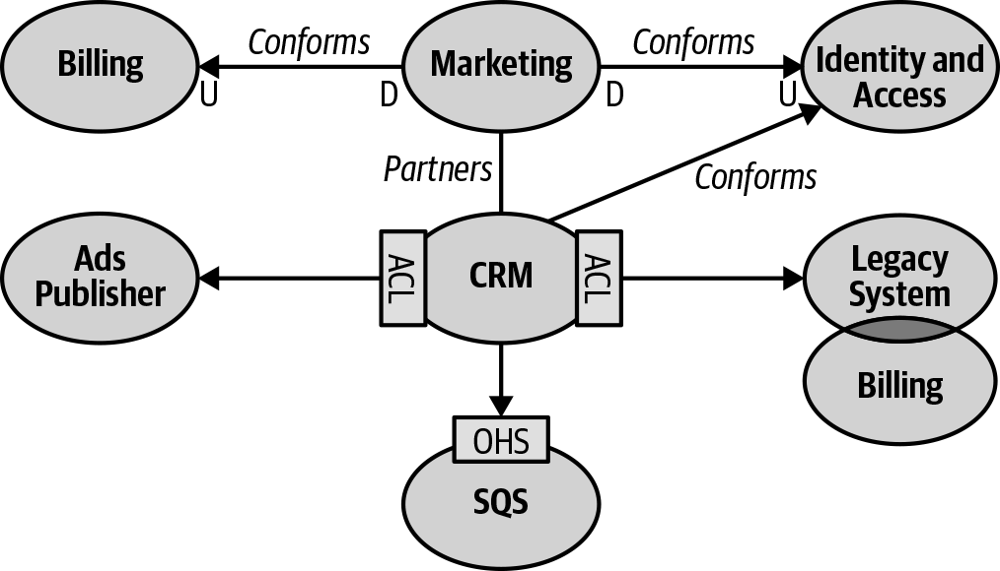 Billing
Conforms
U
D
Marketing
Conforms
D
U
Identity and
Access
Partners
Conforms
Ads
Publisher
ACL
CRM
ACL
Legacy
System
Billing
OHS
SQS